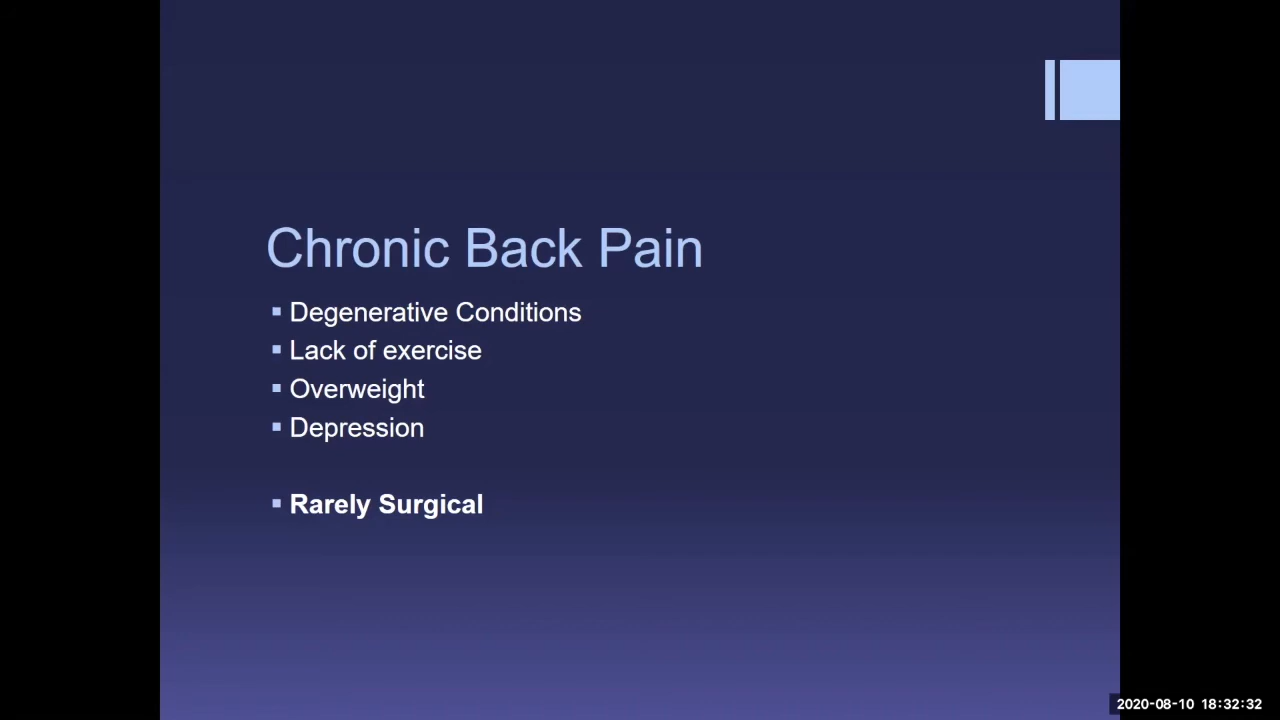 Chronic Back Pain
▪ Degenerative Conditions
▪ Lack of exercise
▪ Overweight
▪ Depression
▪ Rarely Surgical
2020-08-10 18:32:32